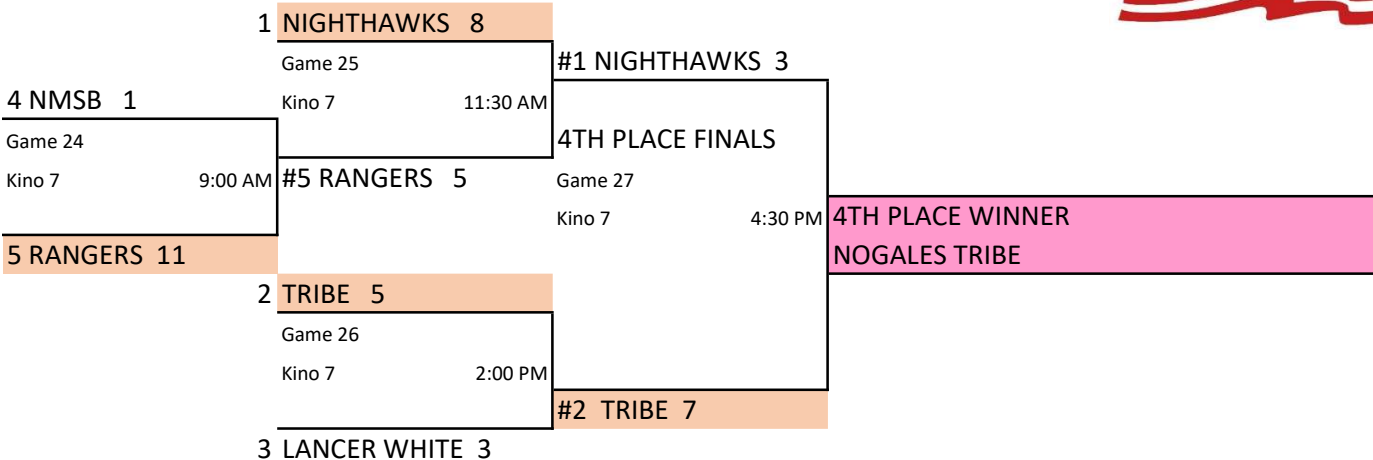 1 NIGHTHAWKS 8
Game 25
#1 NIGHTHAWKS 3
4 NMSB 1
Kino 7 11:30 AM
Game 24
4TH PLACE FINALS
Kino 7 9:00 AM
#5 RANGERS 5
Game 27
Kino 7 4:30 PM
4TH PLACE WINNER
5 RANGERS 11
NOGALES TRIBE
2 TRIBE 5
Game 26
Kino 7 2:00 PM
#2 TRIBE 7
3 LANCER WHITE 3